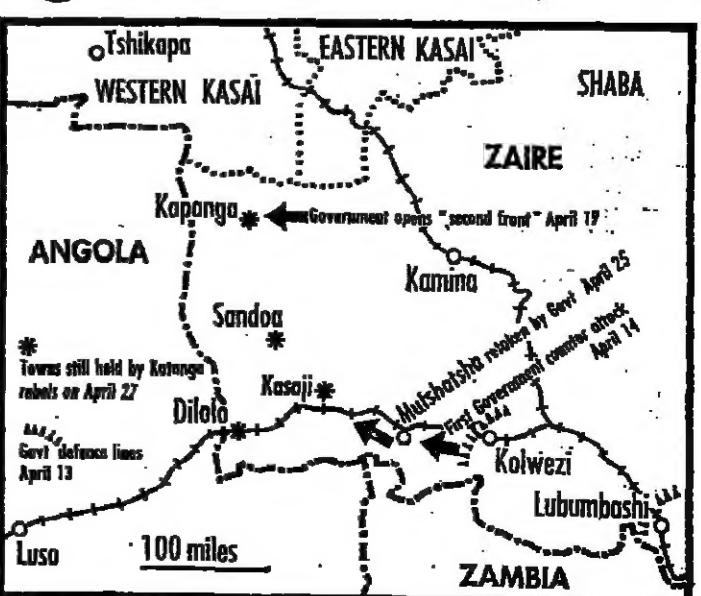 Tshikapa
EASTERN KASAI
WESTERN KASAÏ
SHABA
ZAIRE
Kapanga
Government opens "second front" April 19
ANGOLA
Kamina
Sandoa
Mutshatsha retaken by Govt April 25
First Government counter attack
April 14
Towns still held by Katanga
rebels on April 27
Kasaji
Dilolo
Govt defence lines
April 13
Kolwezi
Lubumbashi
Luso
100 miles
ZAMBIA